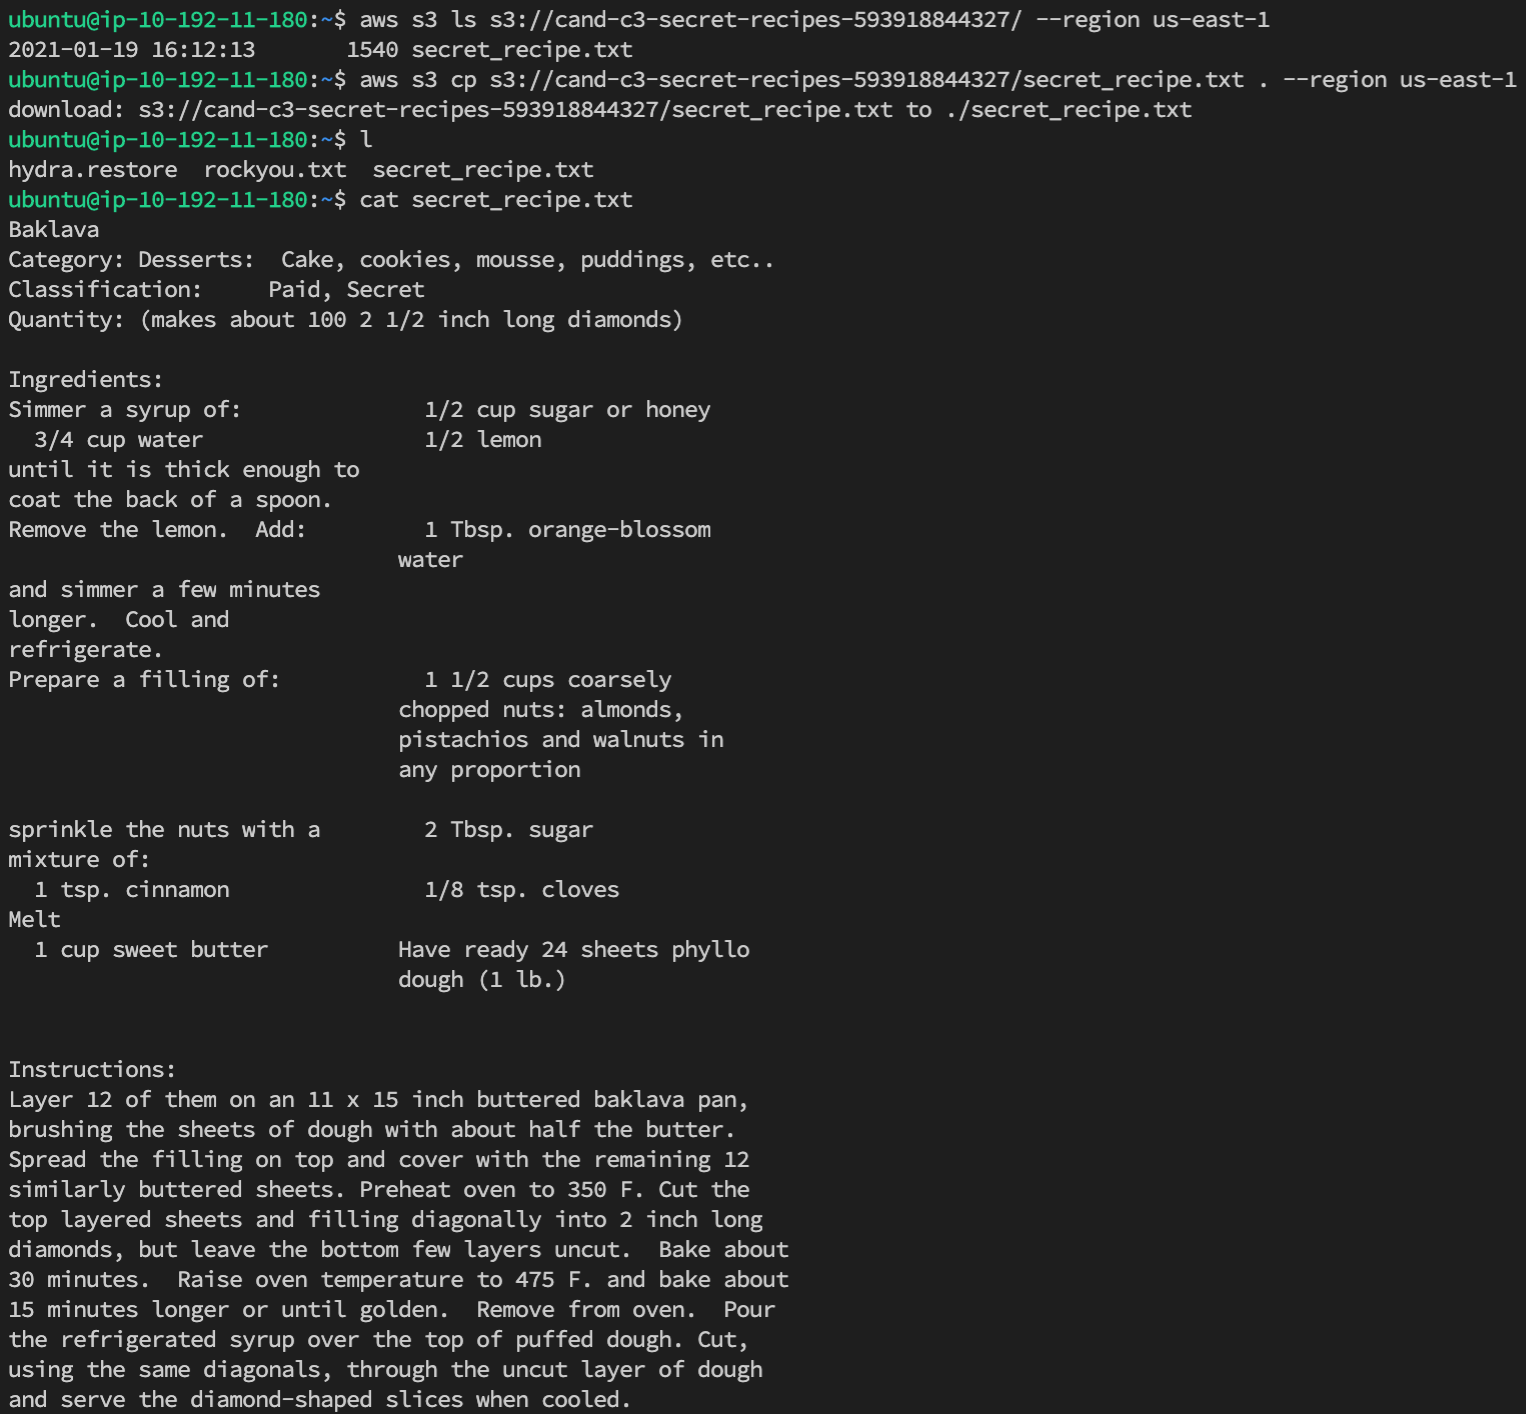 ubuntu@ip-10-192-11-180:~$ aws s3 ls s3://cand-c3-secret-recipes-593918844327/ --region us-east-1
2021-01-19 16:12:13       1540 secret_recipe.txt
ubuntu@ip-10-192-11-180:~$ aws s3 cp s3://cand-c3-secret-recipes-593918844327/secret_recipe.txt . --region us-east-1
download: s3://cand-c3-secret-recipes-593918844327/secret_recipe.txt to ./secret_recipe.txt
ubuntu@ip-10-192-11-180:~$ l
hydra.restore  rockyou.txt  secret_recipe.txt
ubuntu@ip-10-192-11-180:~$ cat secret_recipe.txt
Baklava
Category: Desserts:  Cake, cookies, mousse, puddings, etc..
Classification:     Paid, Secret
Quantity: (makes about 100 2 1/2 inch long diamonds)

Ingredients:
Simmer a syrup of:              1/2 cup sugar or honey
  3/4 cup water                 1/2 lemon
until it is thick enough to
coat the back of a spoon.
Remove the lemon.  Add:         1 Tbsp. orange-blossom
                              water
and simmer a few minutes
longer.  Cool and
refrigerate.
Prepare a filling of:           1 1/2 cups coarsely
                              chopped nuts: almonds,
                              pistachios and walnuts in
                              any proportion

sprinkle the nuts with a        2 Tbsp. sugar
mixture of:
  1 tsp. cinnamon               1/8 tsp. cloves
Melt
  1 cup sweet butter          Have ready 24 sheets phyllo
                              dough (1 lb.)

Instructions:
Layer 12 of them on an 11 x 15 inch buttered baklava pan,
brushing the sheets of dough with about half the butter.
Spread the filling on top and cover with the remaining 12
similarly buttered sheets. Preheat oven to 350 F. Cut the
top layered sheets and filling diagonally into 2 inch long
diamonds, but leave the bottom few layers uncut.  Bake about
30 minutes.  Raise oven temperature to 475 F. and bake about
15 minutes longer or until golden.  Remove from oven.  Pour
the refrigerated syrup over the top of puffed dough. Cut,
using the same diagonals, through the uncut layer of dough
and serve the diamond-shaped slices when cooled.